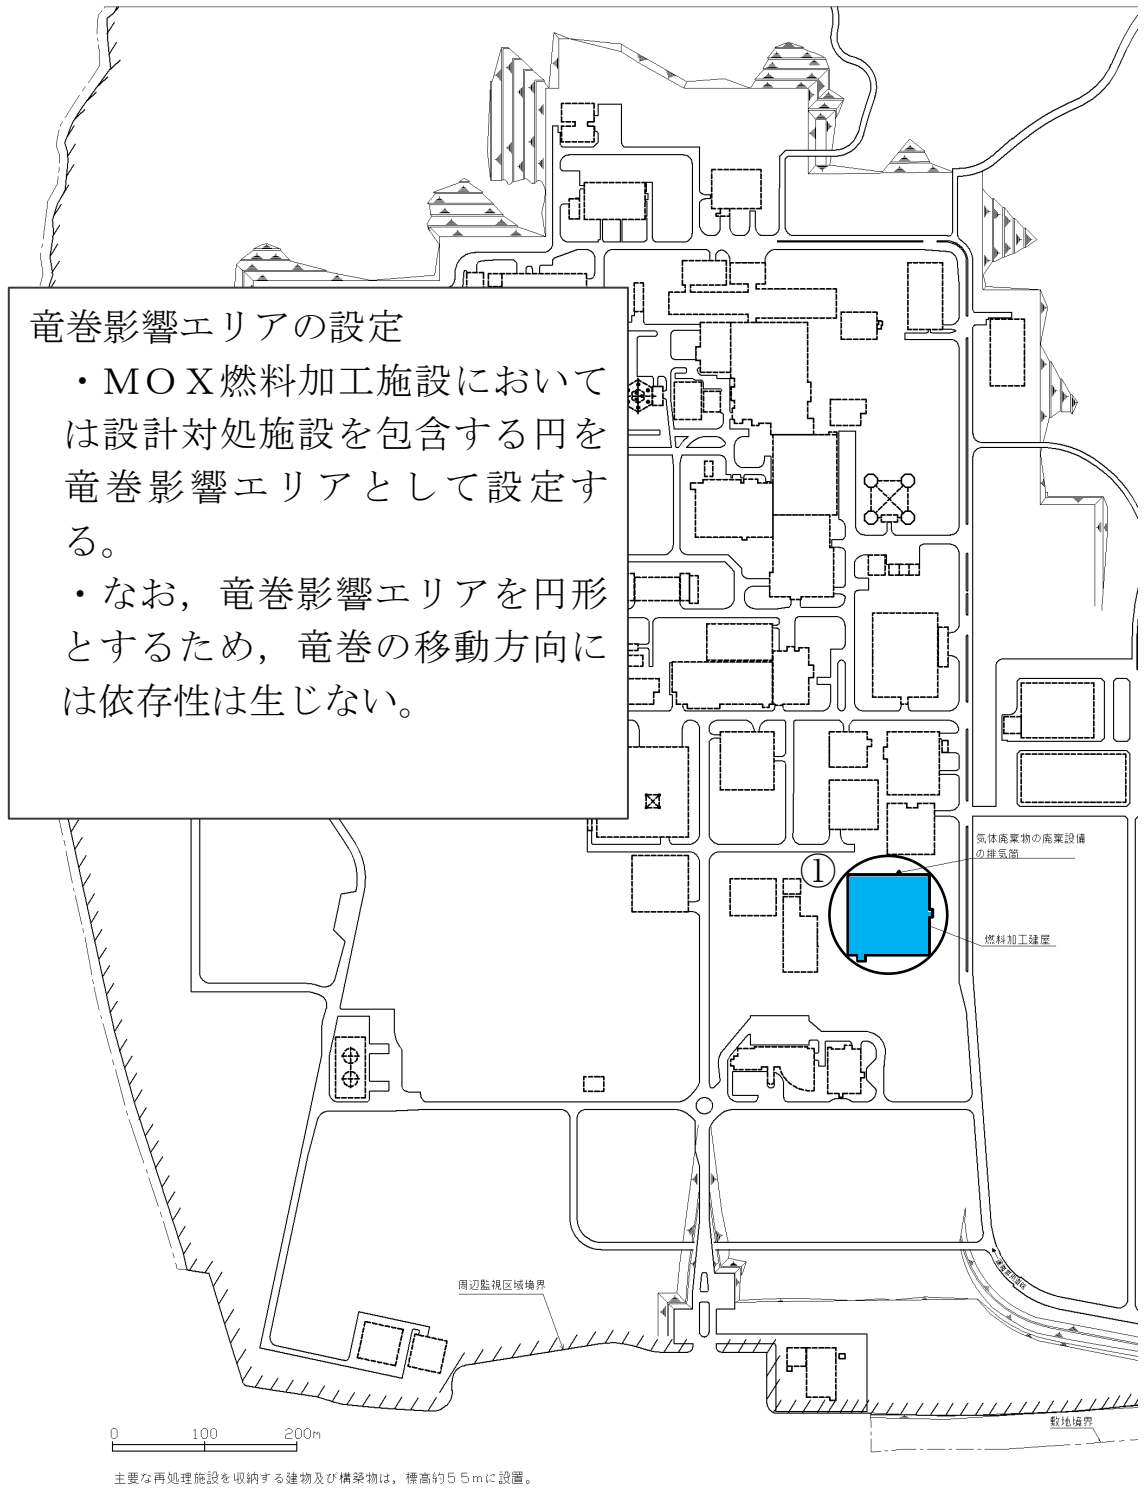 竜巻影響エリアの設定
・ＭＯＸ燃料加工施設において
は設計対処施設を包含する円を
竜巻影響エリアとして設定す
る。
・なお，竜巻影響エリアを円形
とするため，竜巻の移動方向に
は依存性は生じない。
気体廃棄物の廃棄設備
の排気筒
①
燃料加工建屋
周辺監視区域境界
敷地境界
0 100 200m
主要な再処理施設を収納する建物及び構築物は，標高約５５mに設置。